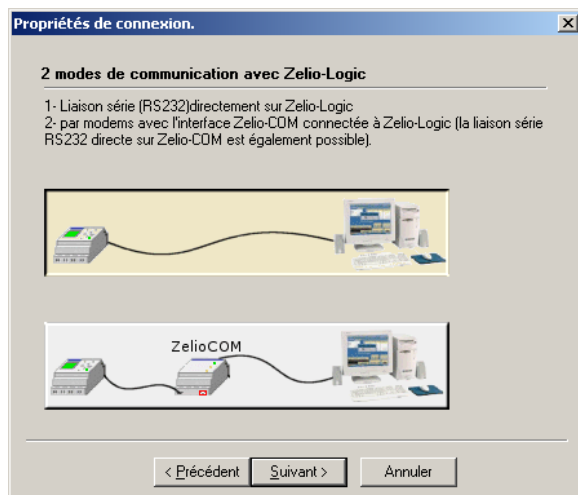 Propriétés de connexion.
2 modes de communication avec Zelio-Logic
1- Liaison série (RS232)directement sur Zelio-Logic
2- par modems avec l'interface Zelio-COM connectée à Zelio-Logic (la liaison série
RS232 directe sur Zelio-COM est également possible).
ZelioCOM
< Précédent
Suivant >
Annuler